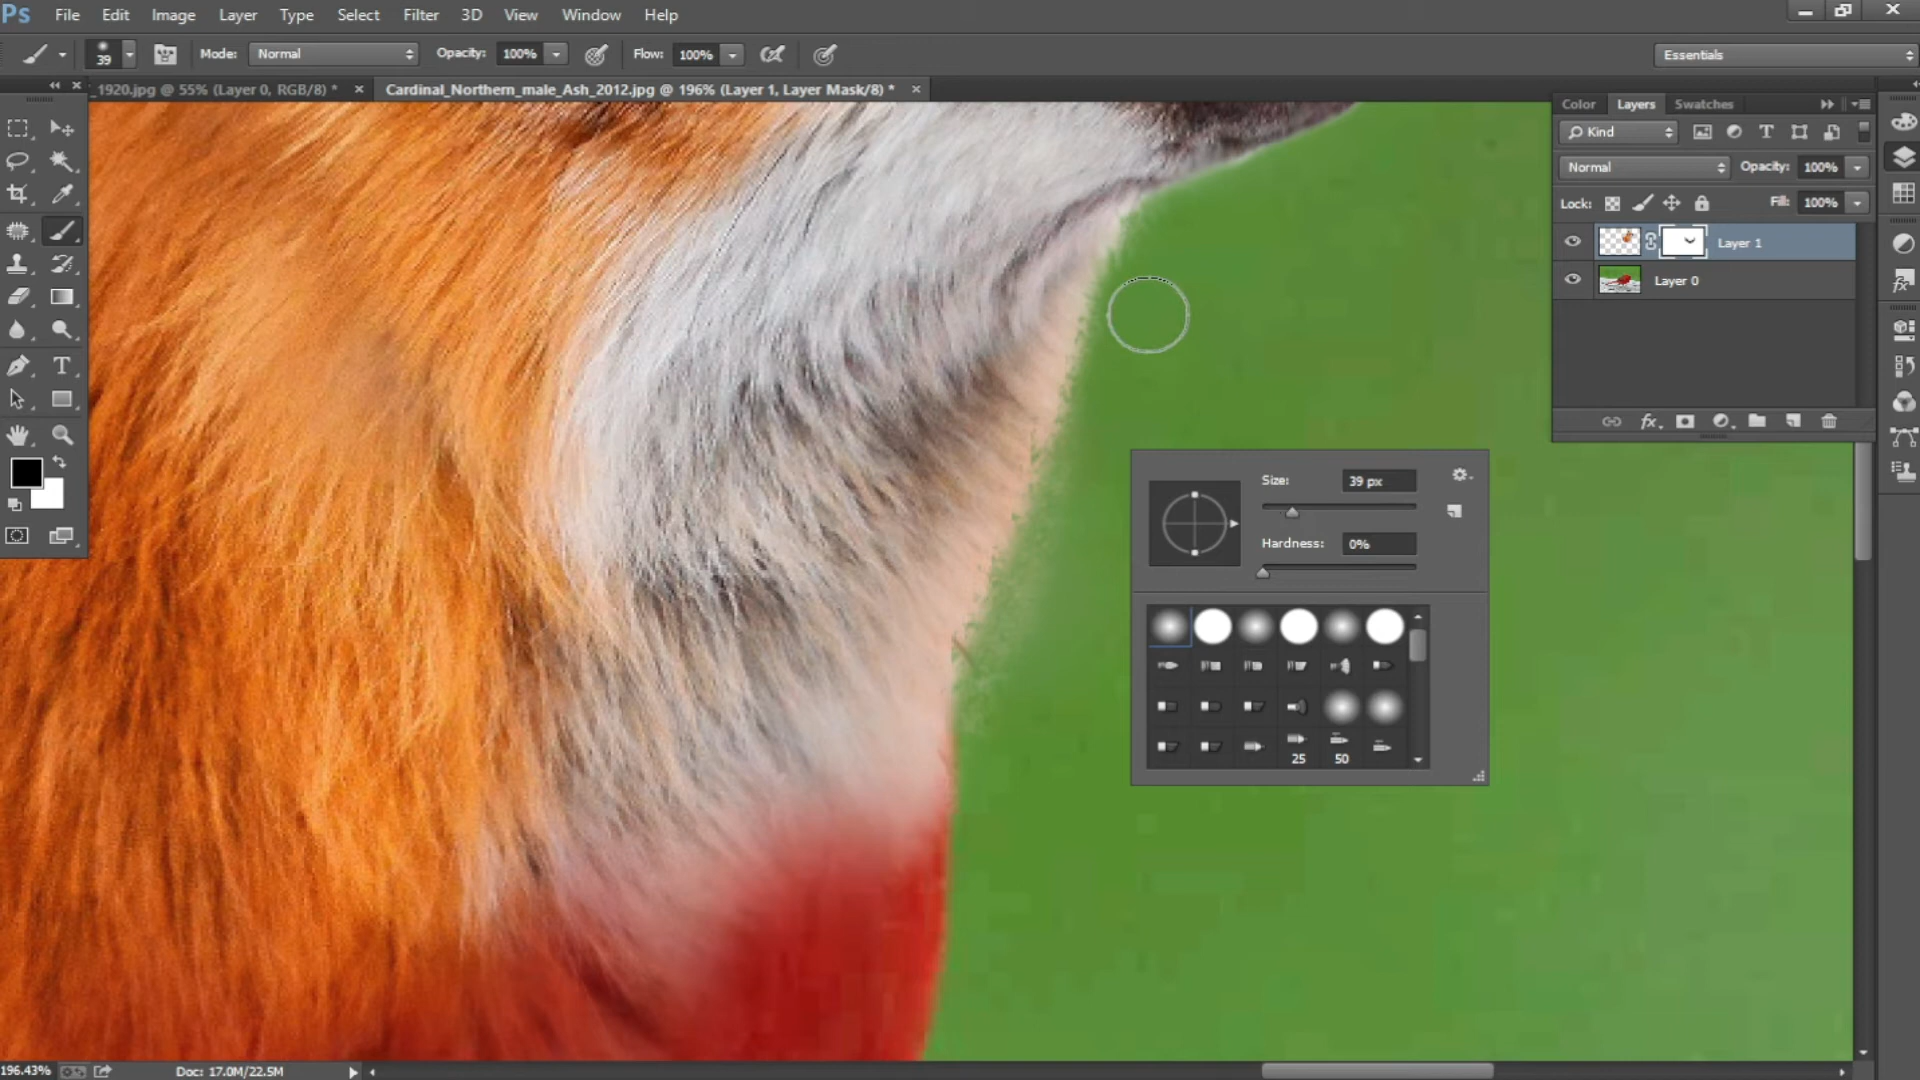 Ps File Edit Image Layer Type Select Filter 3D View Window Help
39 Mode: Normal Opacity: 100% Flow: 100% Essentials
_1920.jpg @ 55% (Layer 0, RGB/8) * Cardinal_Northern_male_Ash_2012.jpg @ 196% (Layer 1, Layer Mask/8) *
Color Layers Swatches
Kind
Normal Opacity: 100%
Lock: Fill: 100%
Layer 1
Layer 0
fx
Size: 39 px
Hardness: 0%
25 50
196.43% Doc: 17.0M/22.5M